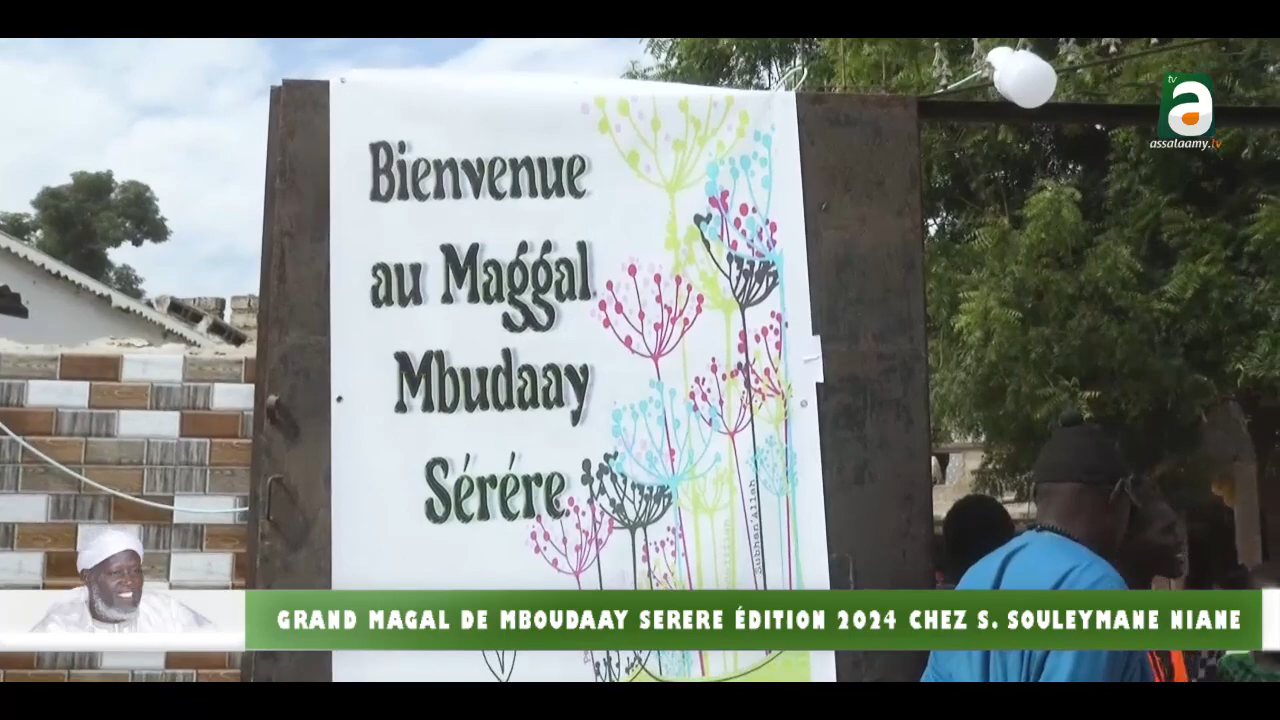 Bienvenue
au Maggal
Mbudaay
Sérére
Subhan'Allah
tv
a
assalaamy.tv
GRAND MAGAL DE MBOUDAAY SERERE ÉDITION 2024 CHEZ S. SOULEYMANE NIANE